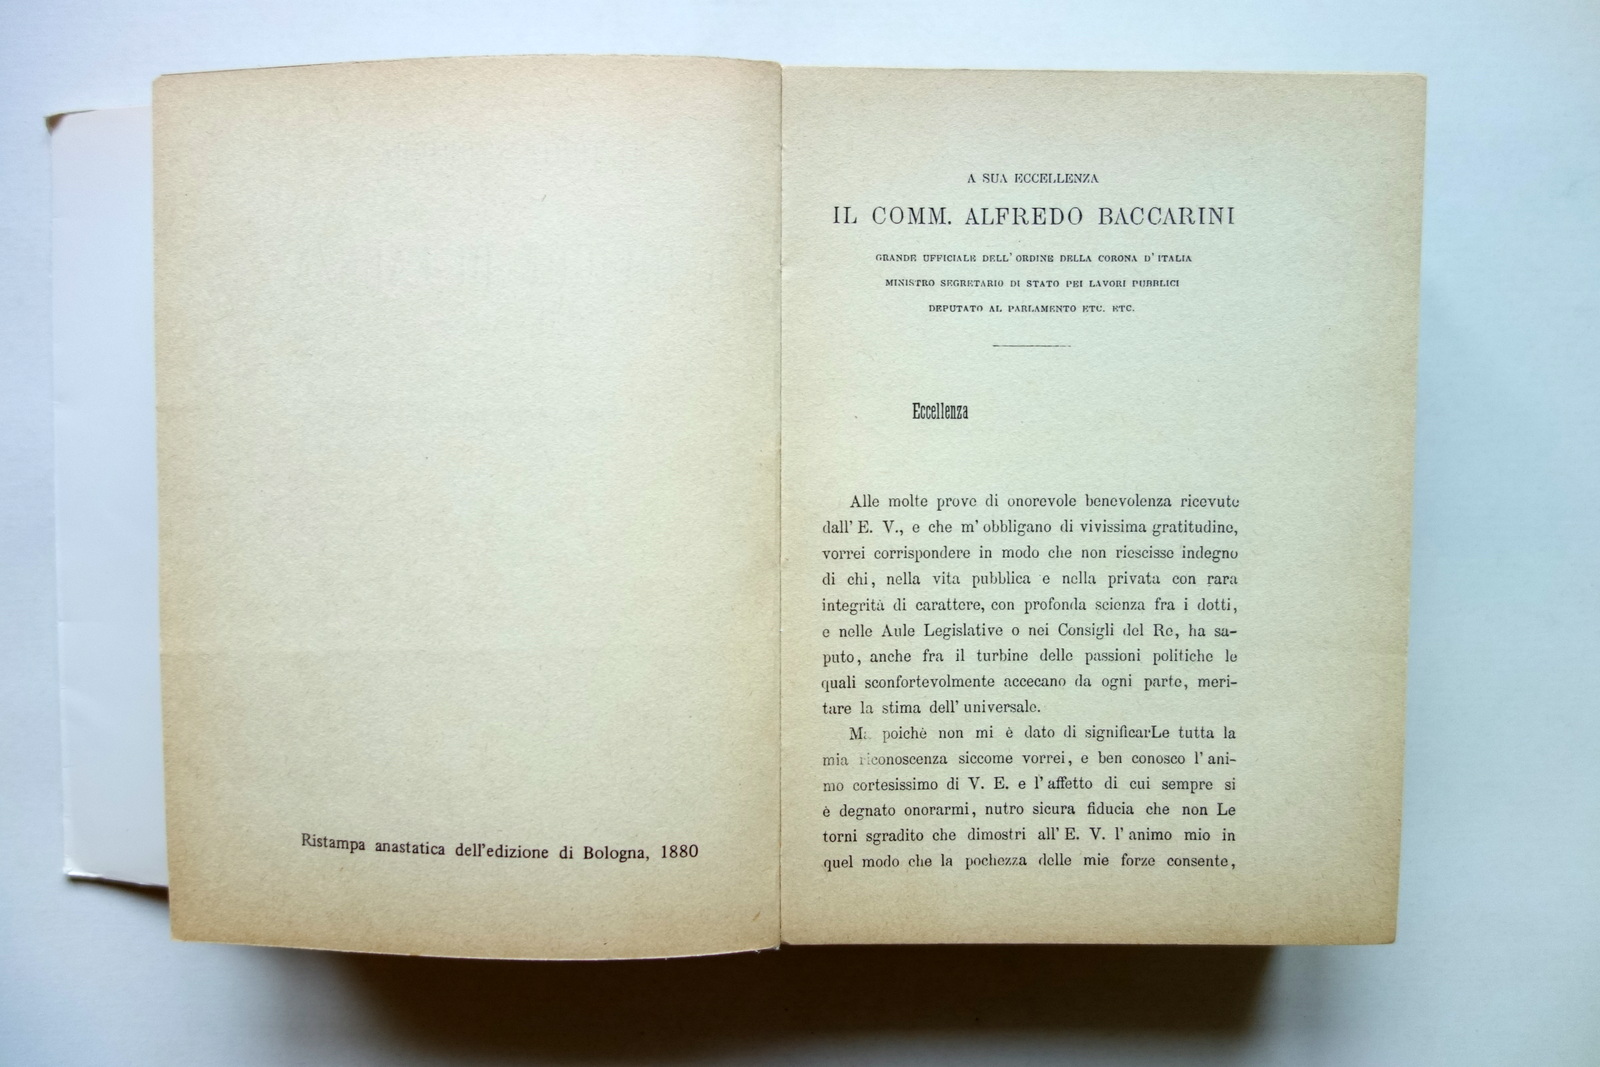 Ristampa anastatica dell'edizione di Bologna, 1880
A SUA ECCELLENZA
IL COMM. ALFREDO BACCARINI
GRANDE UFFICIALE DELL' ORDINE DELLA CORONA D' ITALIA
MINISTRO SEGRETARIO DI STATO PEI LAVORI PUBBLICI
DEPUTATO AL PARLAMENTO ETC. ETC.
Eccellenza
Alle molte prove di onorevole benevolenza ricevute
dall' E. V., e che m' obbligano di vivissima gratitudine,
vorrei corrispondere in modo che non riescisse indegno
di chi, nella vita pubblica e nella privata con rara
integrità di carattere, con profonda scienza fra i dotti,
e nelle Aule Legislative o nei Consigli del Re, ha sa-
puto, anche fra il turbine delle passioni politiche le
quali sconfortevolmente accecano da ogni parte, meri-
tare la stima dell' universale.
Ma poichè non mi è dato di significarLe tutta la
mia riconoscenza siccome vorrei, e ben conosco l' ani-
mo cortesissimo di V. E. e l' affetto di cui sempre si
è degnato onorarmi, nutro sicura fiducia che non Le
torni sgradito che dimostri all' E. V. l' animo mio in
quel modo che la pochezza delle mie forze consente,